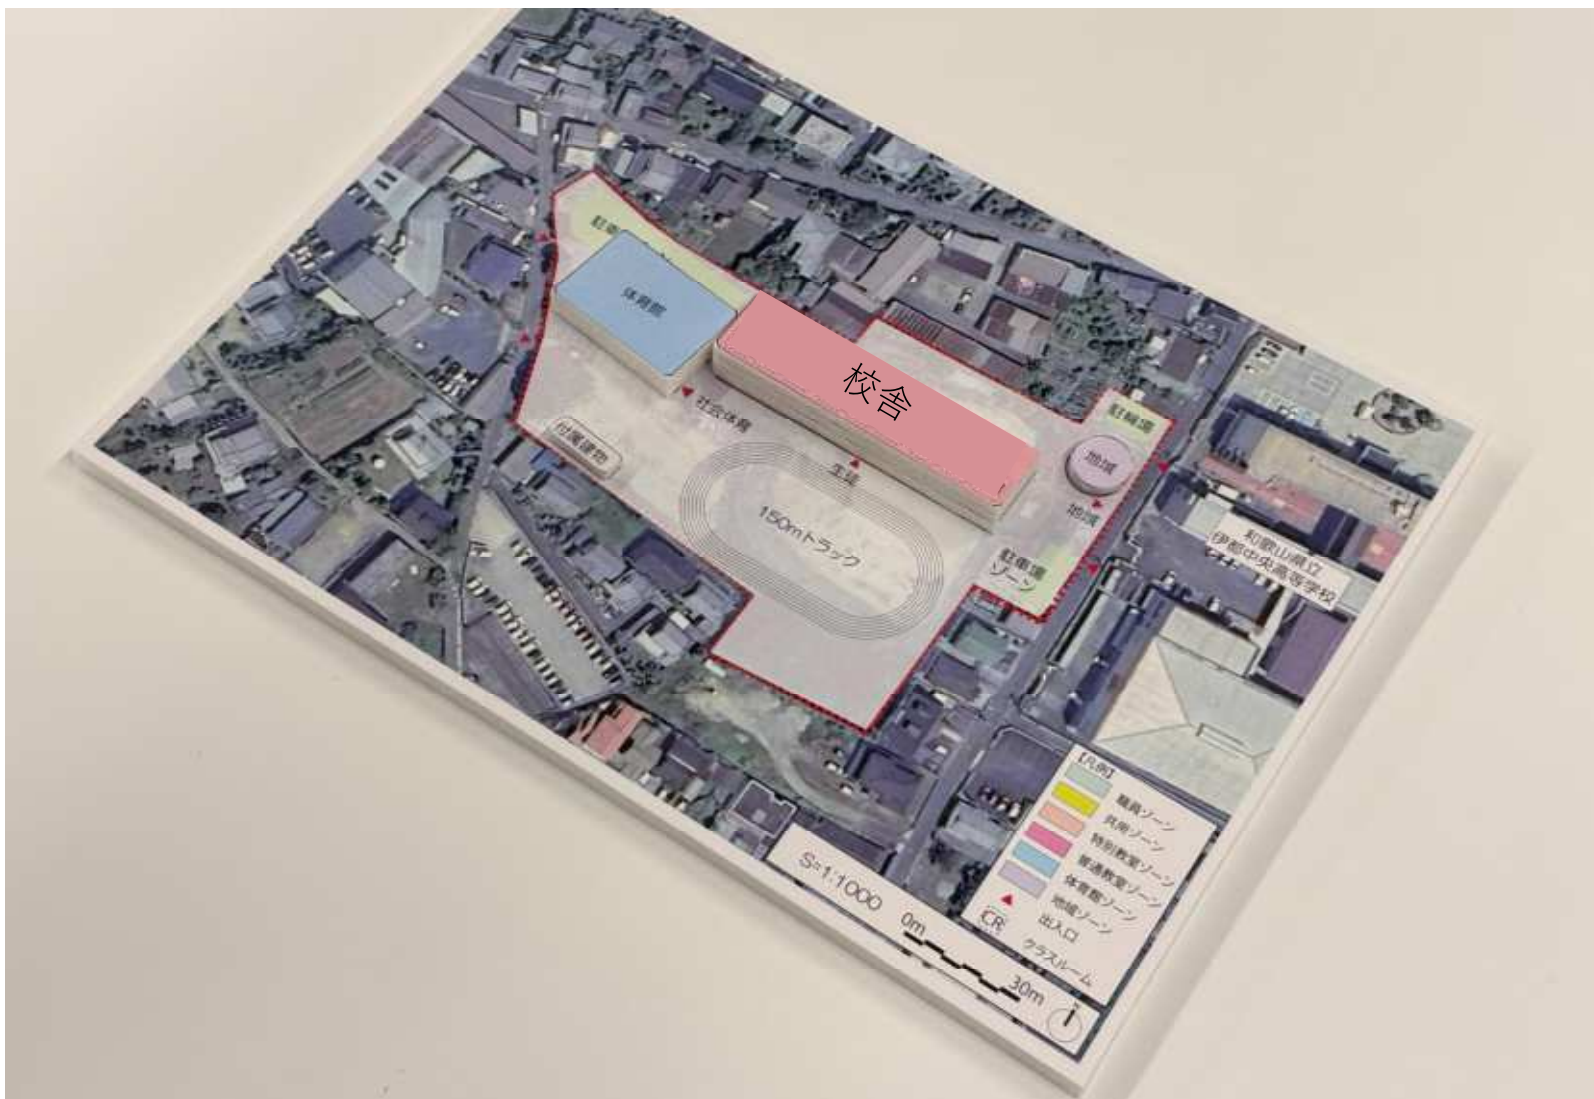 体育館
校舎
駐輪場
地域
社会体育
付属建物
生徒
150mトラック
地域
駐車場
ゾーン
和歌山県立
伊都中央高等学校
【凡例】
職員ゾーン
共用ゾーン
特別教室ゾーン
普通教室ゾーン
体育館ゾーン
地域ゾーン
出入口
CR
クラスルーム
S=1:1000
0m
30m
N